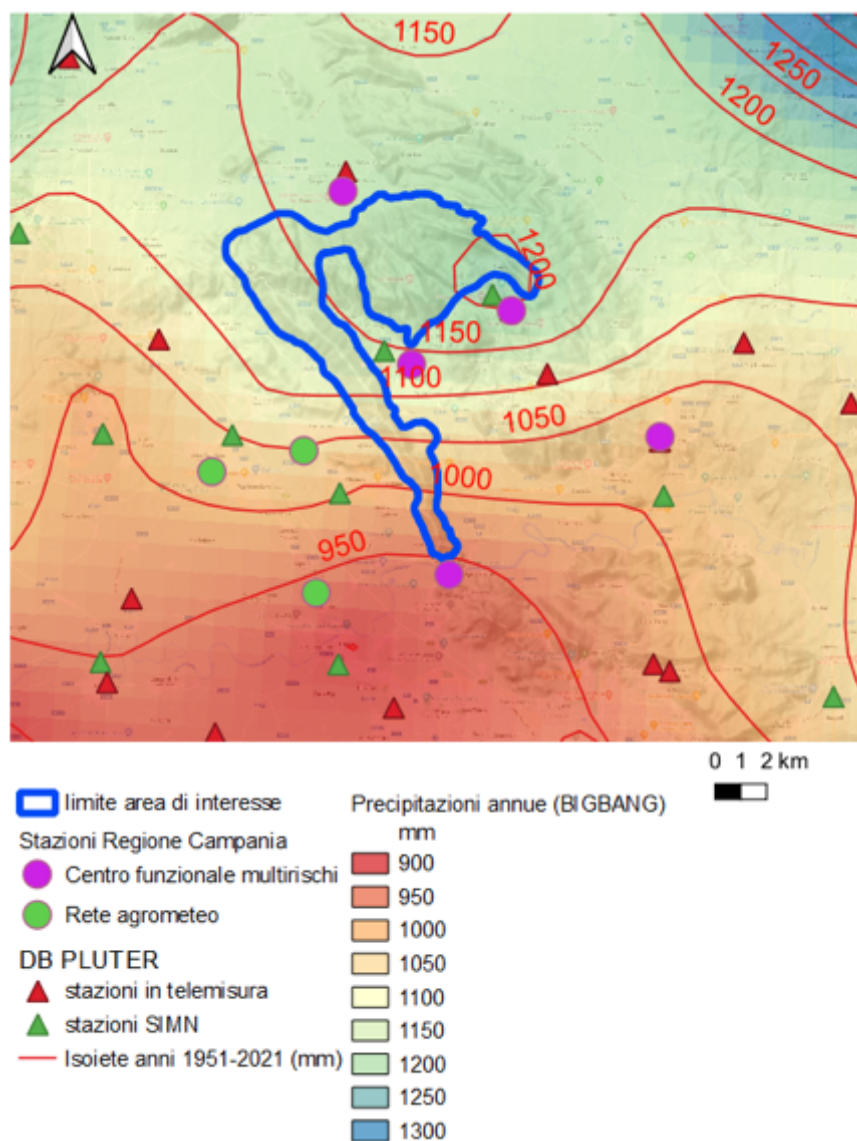 1150
1250
1200
1200
1150
1100
1050
1000
950
0 1 2 km
limite area di interesse
Stazioni Regione Campania
Centro funzionale multirischi
Rete agrometeo
DB PLUTER
stazioni in telemisura
stazioni SIMN
Isoiete anni 1951-2021 (mm)
Precipitazioni annue (BIGBANG)
mm
900
950
1000
1050
1100
1150
1200
1250
1300